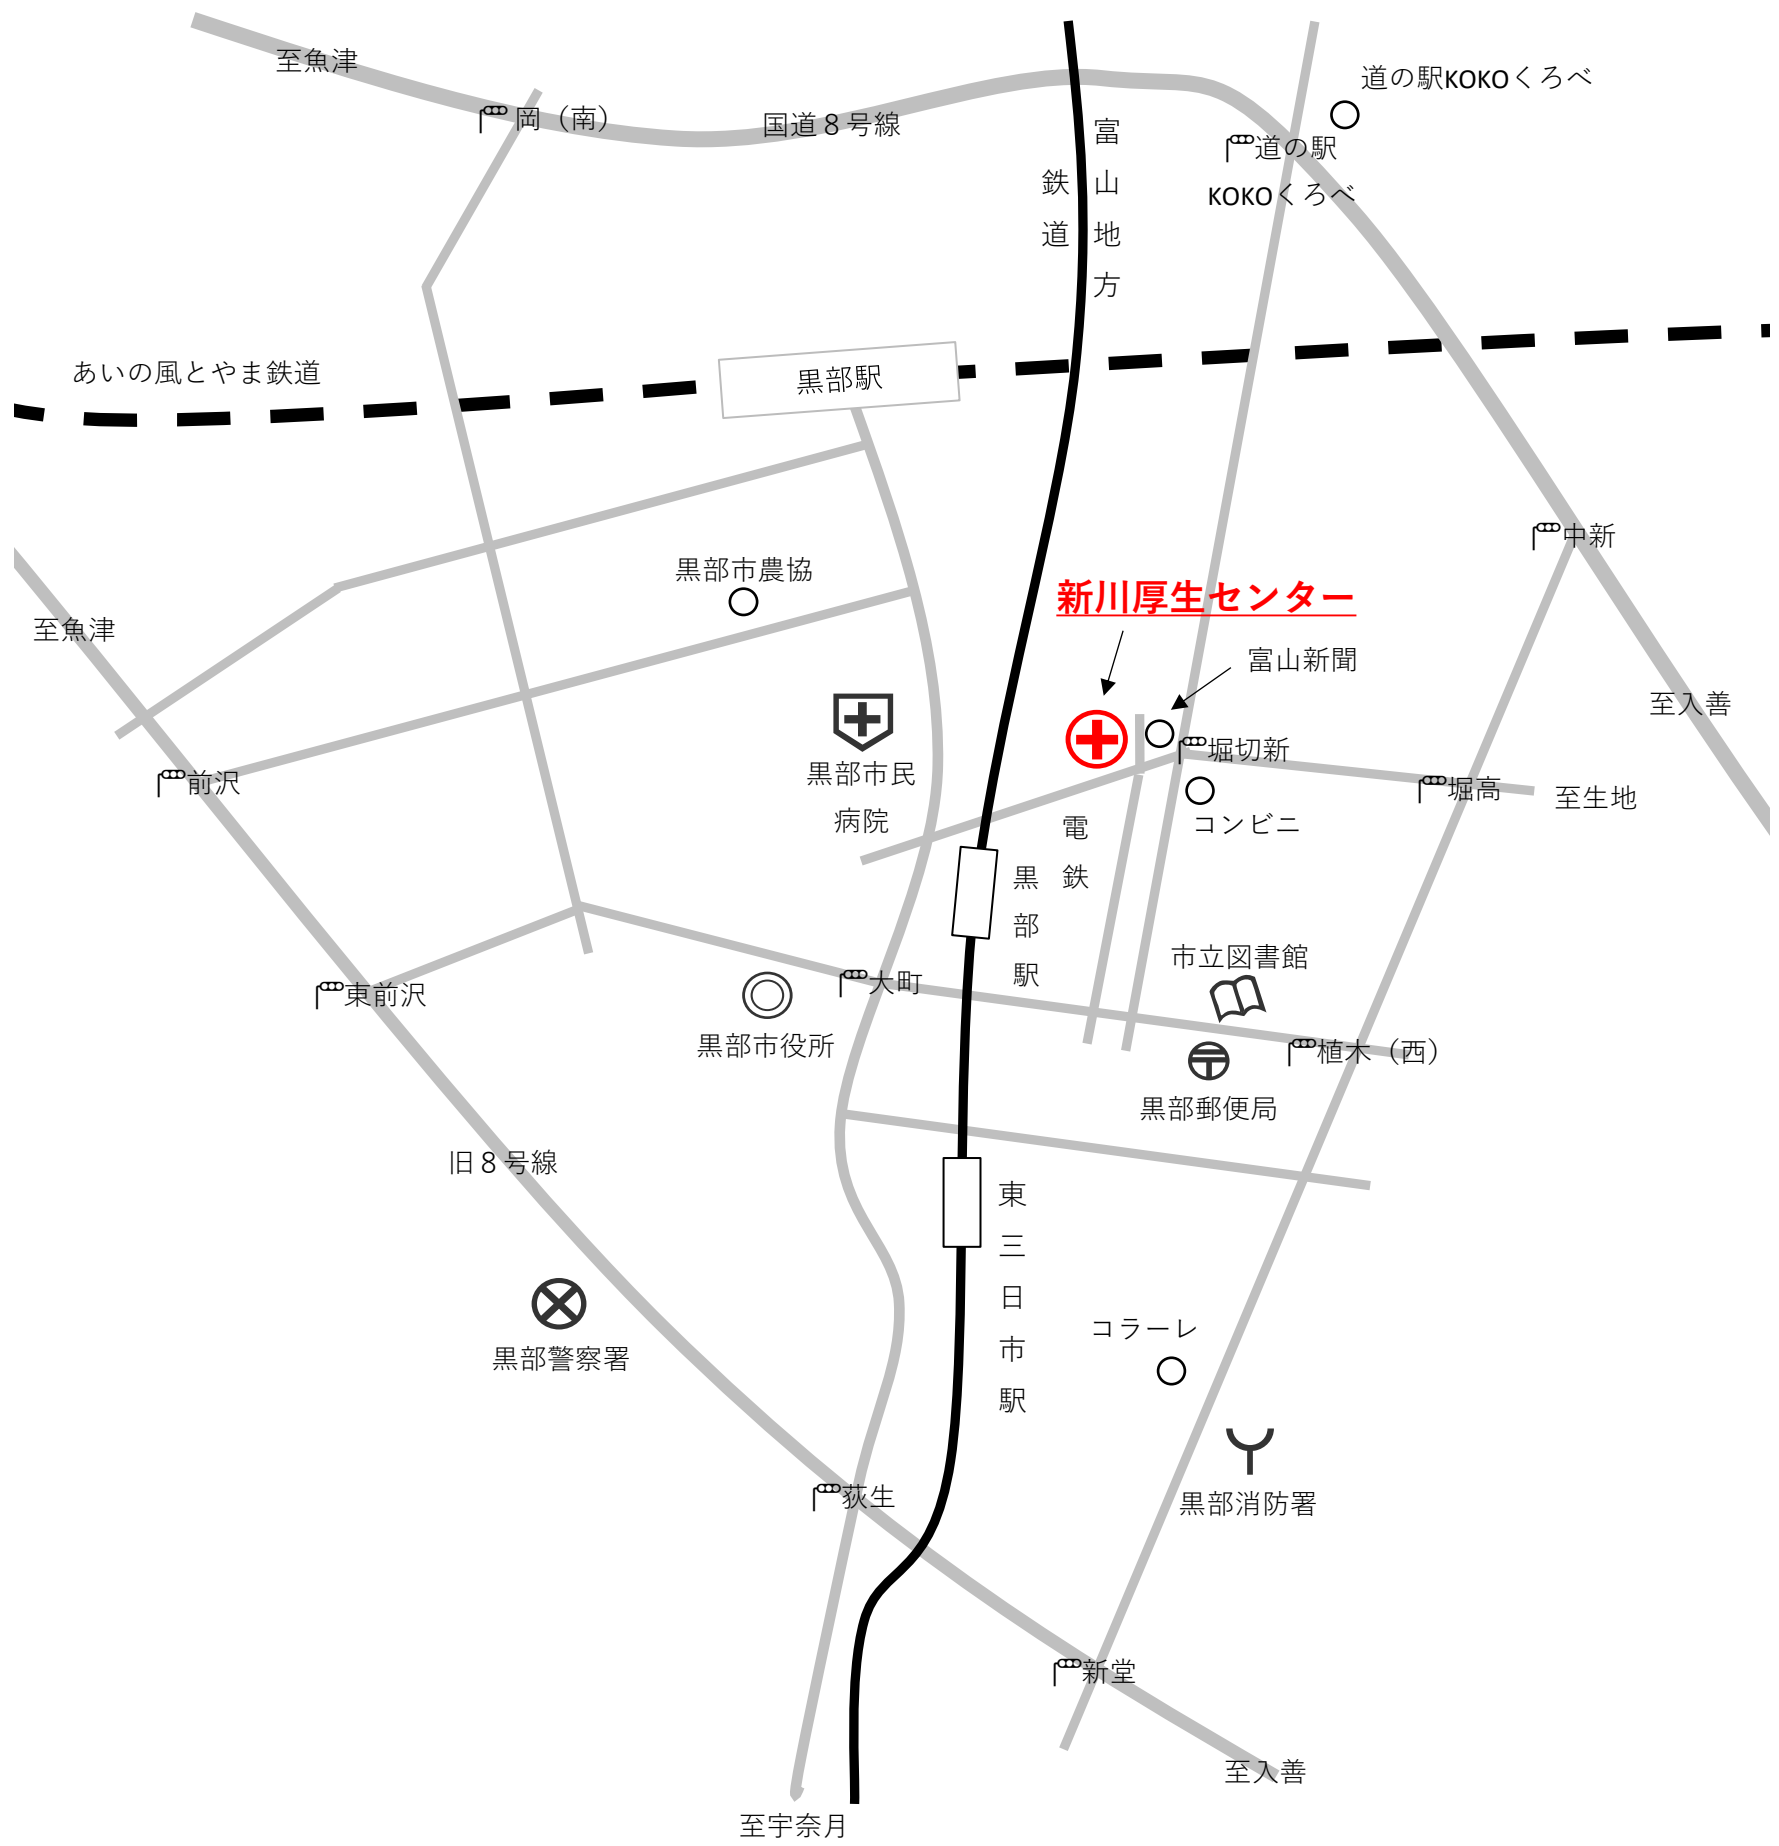 至魚津
道の駅KOKOくろべ
岡（南）
国道８号線
富山地方
鉄道
道の駅
KOKOくろべ
あいの風とやま鉄道
黒部駅
中新
黒部市農協
新川厚生センター
至魚津
富山新聞
至入善
堀切新
黒部市民
病院
前沢
堀高
至生地
コンビニ
電鉄
黒部駅
市立図書館
大町
東前沢
黒部市役所
植木（西）
黒部郵便局
旧８号線
東三日市駅
コラーレ
黒部警察署
荻生
黒部消防署
新堂
至入善
至宇奈月